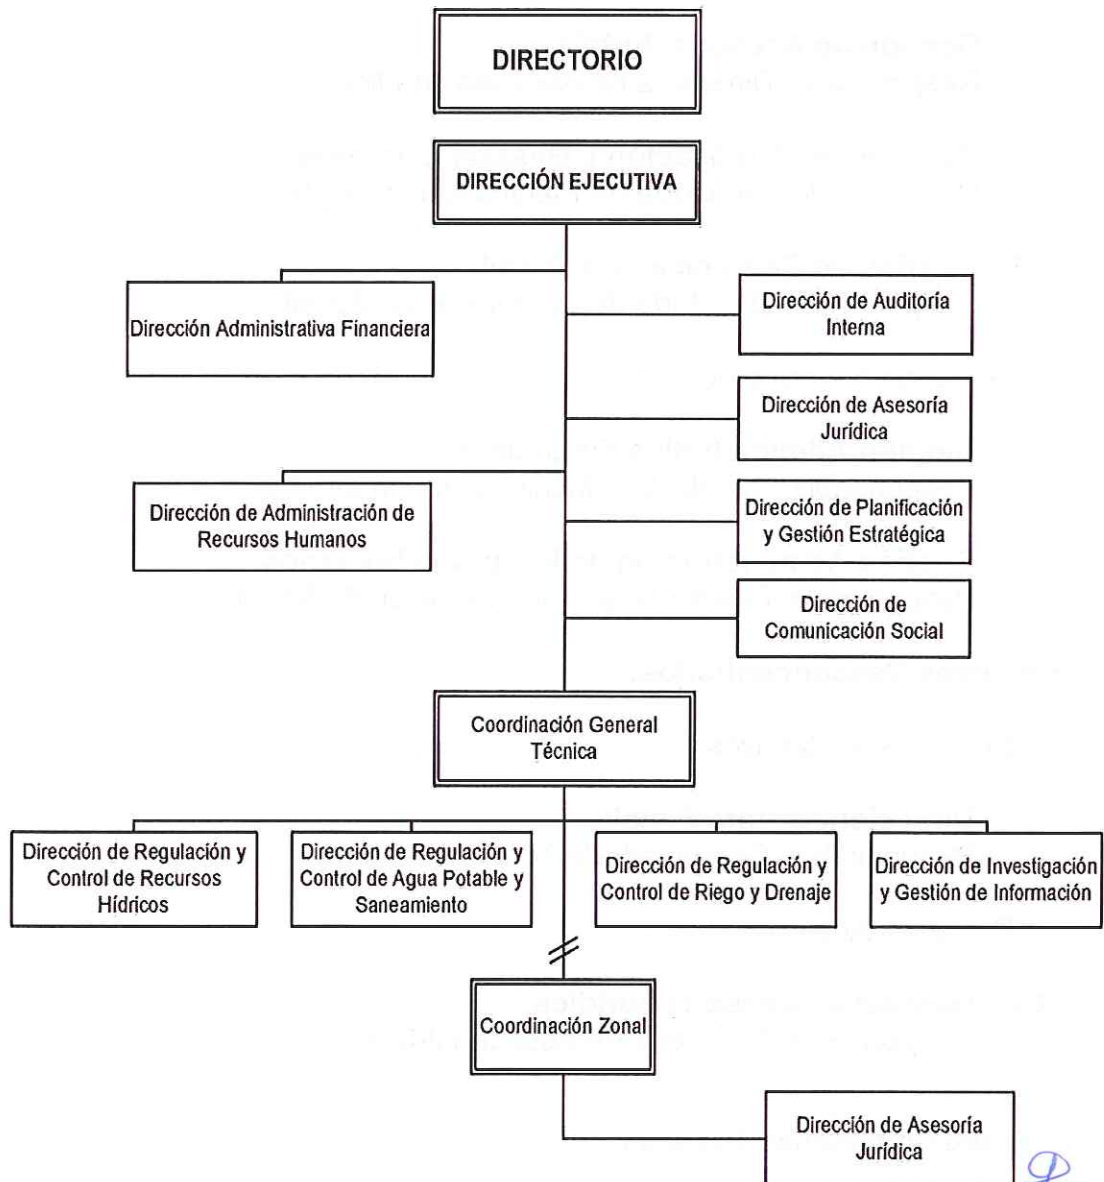 DIRECTORIO
DIRECCIÓN EJECUTIVA
Dirección Administrativa Financiera
Dirección de Auditoría
Interna
Dirección de Asesoría
Jurídica
Dirección de Administración de
Recursos Humanos
Dirección de Planificación
y Gestión Estratégica
Dirección de
Comunicación Social
Coordinación General
Técnica
Dirección de Regulación y
Control de Recursos
Hídricos
Dirección de Regulación y
Control de Agua Potable y
Saneamiento
Dirección de Regulación y
Control de Riego y Drenaje
Dirección de Investigación
y Gestión de Información
Coordinación Zonal
Dirección de Asesoría
Jurídica